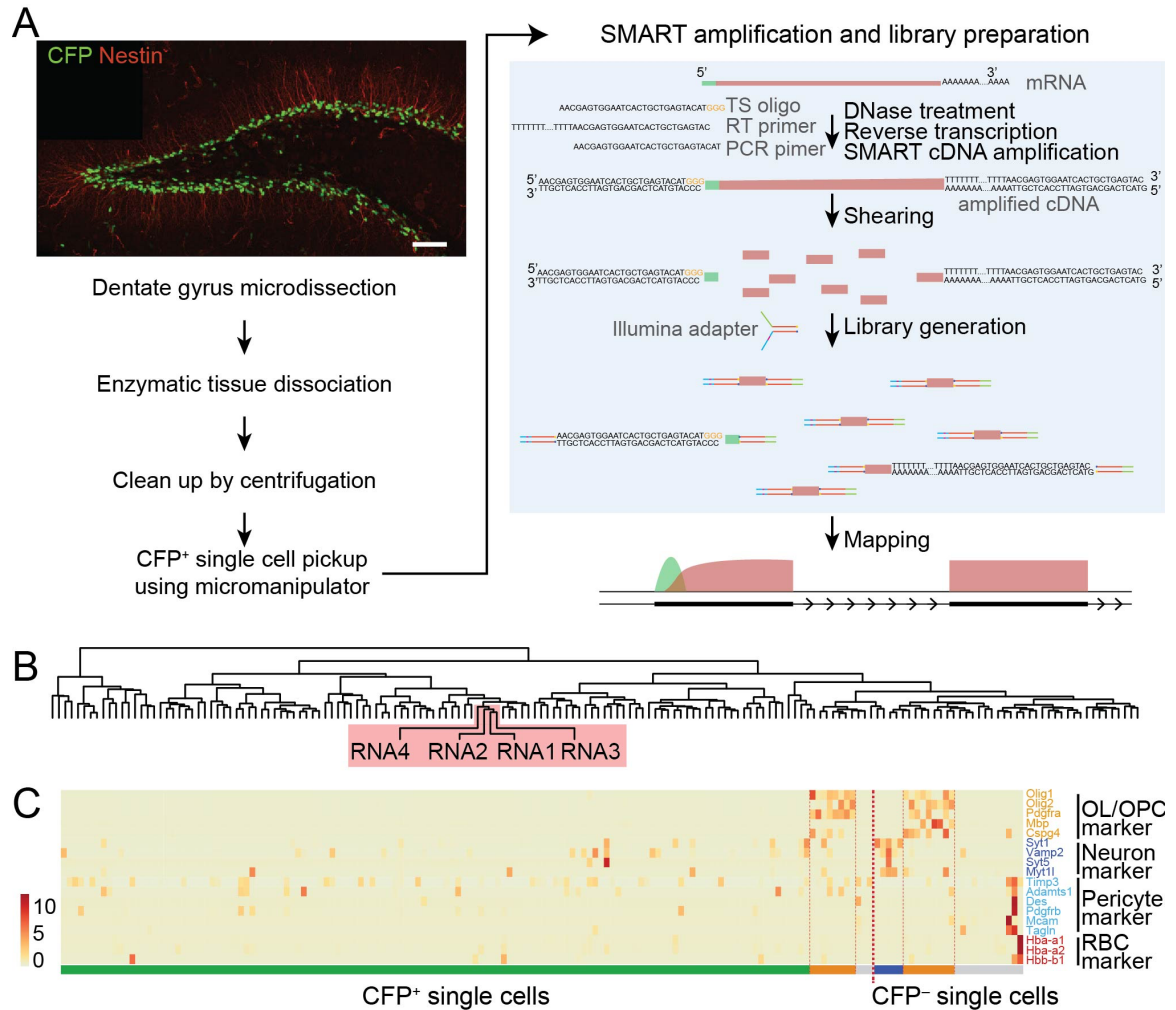 A
CFP Nestin
Dentate gyrus microdissection
Enzymatic tissue dissociation
Clean up by centrifugation
CFP⁺ single cell pickup
using micromanipulator
SMART amplification and library preparation
5’
3’
AAAAAAA....AAAA
mRNA
AACGAGTGGAATCACTGCTGAGTACATGGG
TS oligo
TTTTTTT....TTTTAACGAGTGGAATCACTGCTGAGTAC
RT primer
AACGAGTGGAATCACTGCTGAGTACAT
PCR pimer
DNase treatment
Reverse transcription
SMART cDNA amplification
5’ AACGAGTGGAATCACTGCTGAGTACATGGG
3’ TTGCTCACCTTAGTGACGACTCATGTACCC
TTTTTTT....TTTTAACGAGTGGAATCACTGCTGAGTAC 3’
AAAAAAA....AAAATTGCTCACCTTAGTGACGACTCATG 5’
amplified cDNA
Shearing
5’ AACGAGTGGAATCACTGCTGAGTACATGGG
3’ TTGCTCACCTTAGTGACGACTCATGTACCC
TTTTTTT....TTTTAACGAGTGGAATCACTGCTGAGTAC 3’
AAAAAAA....AAAATTGCTCACCTTAGTGACGACTCATG 5’
Illumina adapter
Library generation
AACGAGTGGAATCACTGCTGAGTACATGGG
TTGCTCACCTTAGTGACGACTCATGTACCC
TTTTTTT....TTTTAACGAGTGGAATCACTGCTGAGTAC
AAAAAAA....AAAATTGCTCACCTTAGTGACGACTCATG
Mapping
B
RNA4 RNA2 RNA1 RNA3
C
10
5
0
Olig1
Olig2
Pdgfra
Mbp
Cspg4
OL/OPC
marker
Syt1
Vamp2
Syt5
Myt1l
Neuron
marker
Timp3
Adamts1
Des
Pdgfrb
Mcam
Tagln
Pericyte
marker
Hba-a1
Hba-a2
Hbb-b1
RBC
marker
CFP⁺ single cells
CFP⁻ single cells